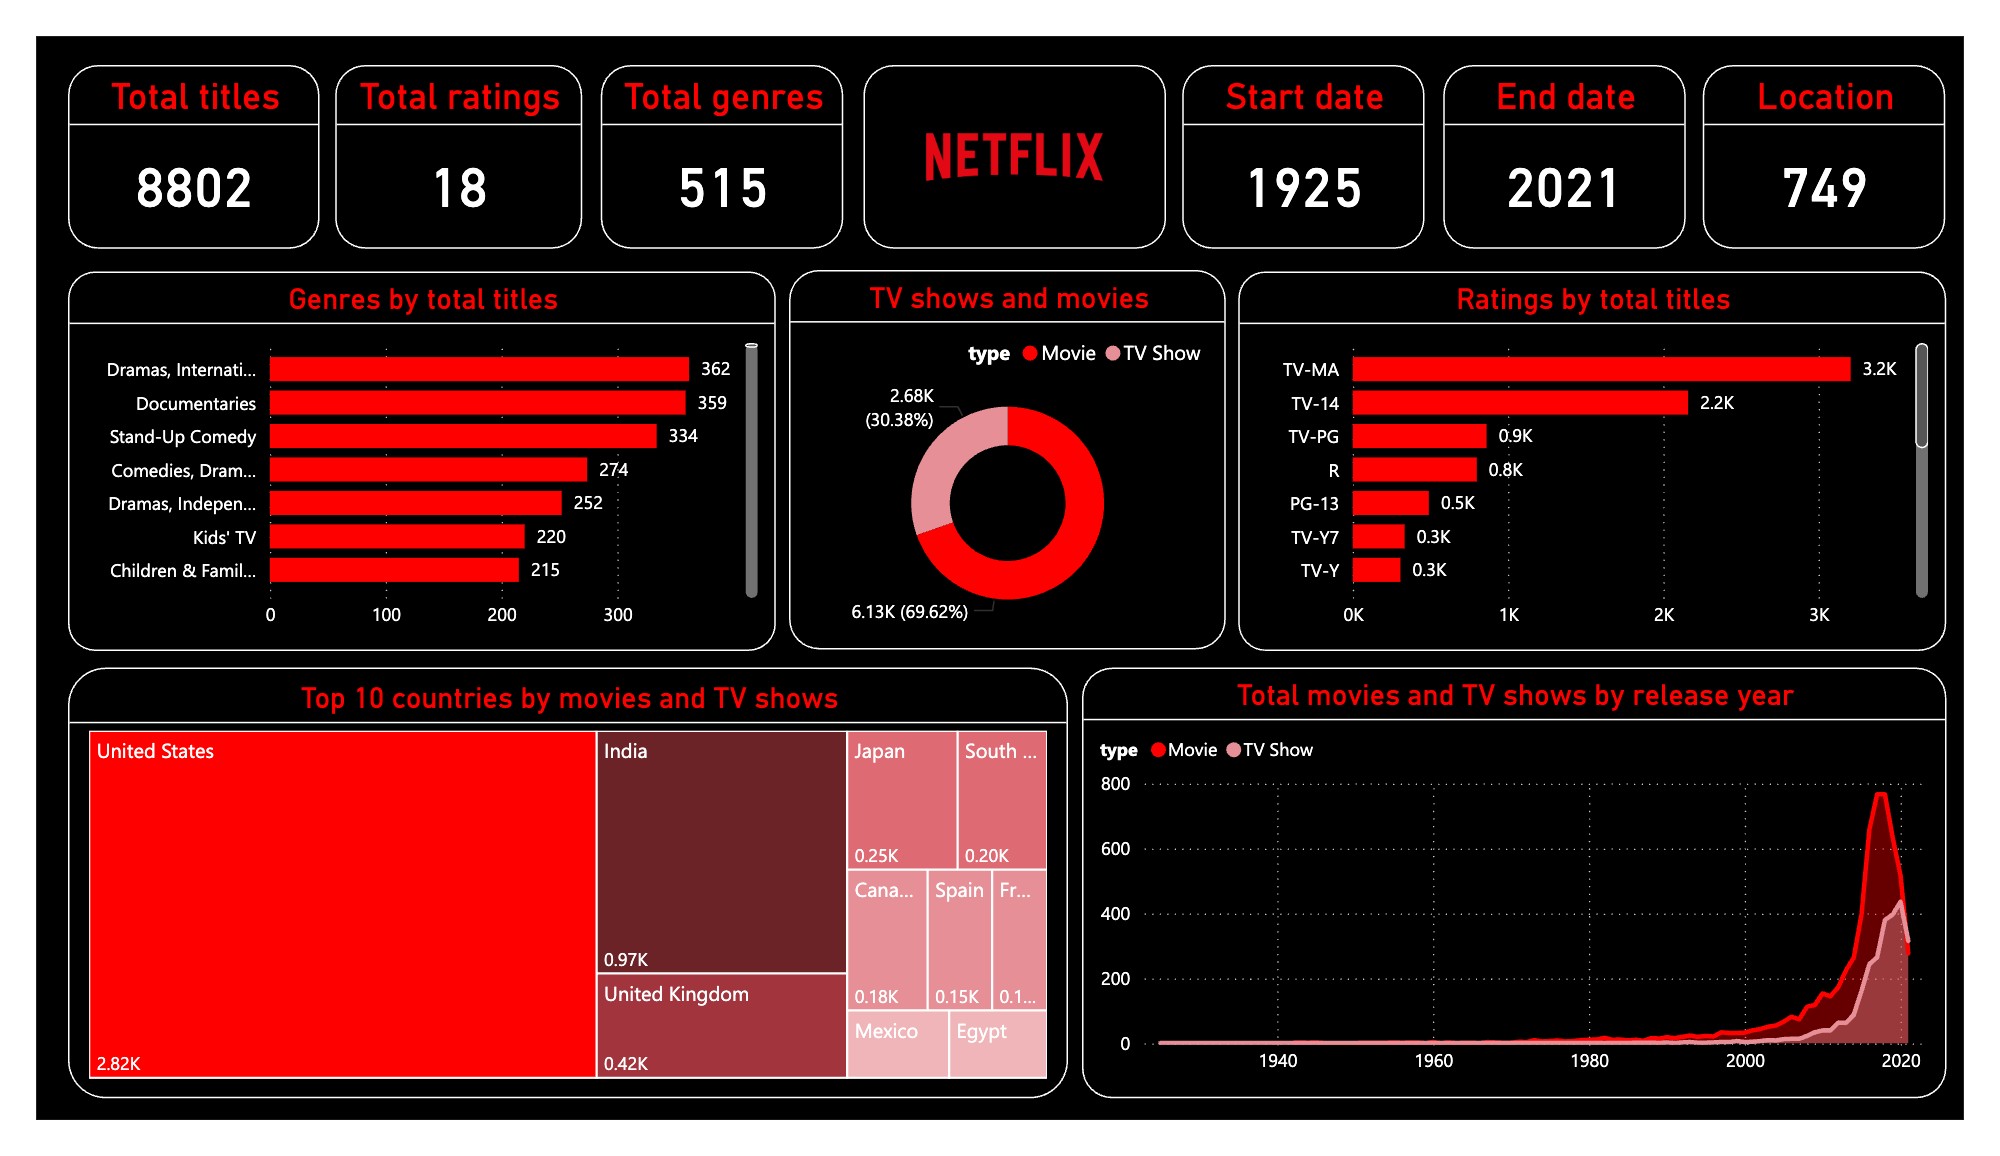 Total titles
8802
Total ratings
18
Total genres
515
NETFLIX
Start date
1925
End date
2021
Location
749
Genres by total titles
Dramas, Internati... 362
Documentaries 359
Stand-Up Comedy 334
Comedies, Dram... 274
Dramas, Indepen... 252
Kids' TV 220
Children & Famil... 215
0 100 200 300
TV shows and movies
type Movie TV Show
2.68K
(30.38%)
6.13K (69.62%)
Ratings by total titles
TV-MA 3.2K
TV-14 2.2K
TV-PG 0.9K
R 0.8K
PG-13 0.5K
TV-Y7 0.3K
TV-Y 0.3K
0K 1K 2K 3K
Top 10 countries by movies and TV shows
United States
2.82K
India
0.97K
United Kingdom
0.42K
Japan
0.25K
South ...
0.20K
Cana...
0.18K
Spain
0.15K
Fr...
0.1...
Mexico
Egypt
Total movies and TV shows by release year
type Movie TV Show
800
600
400
200
0
1940 1960 1980 2000 2020